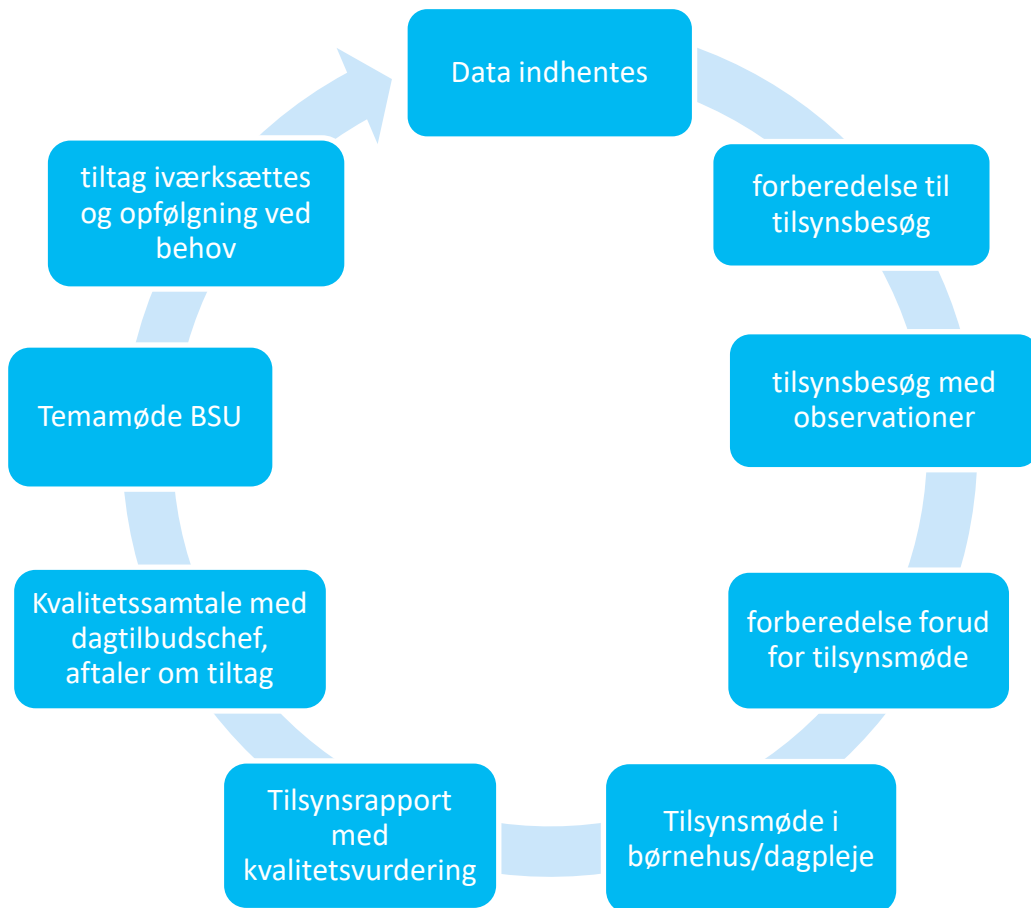 Data indhentes
forberedelse til
tilsynsbesøg
tilsynsbesøg med
observationer
forberedelse forud
for tilsynsmøde
Tilsynsmøde i
børnehus/dagpleje
Tilsynsrapport
med
kvalitetsvurdering
Kvalitetssamtale med
dagtilbudschef,
aftaler om tiltag
Temamøde BSU
tiltag iværksættes
og opfølgning ved
behov